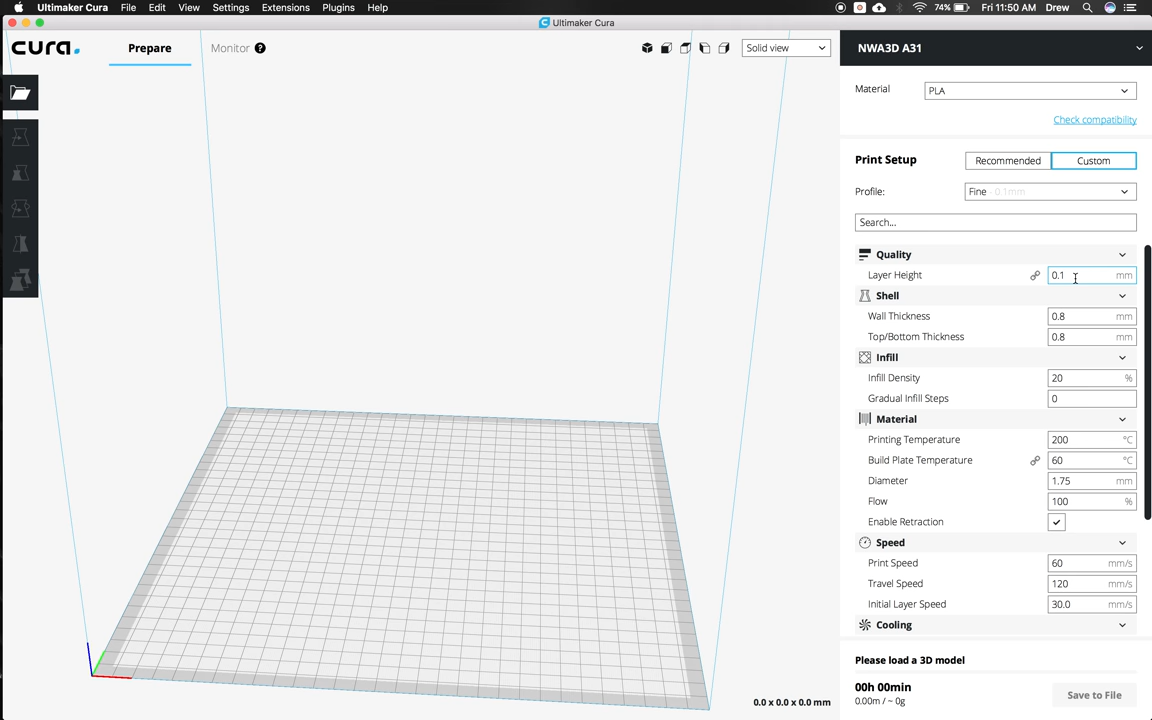 Ultimaker Cura File Edit View Settings Extensions Plugins Help 74% Fri 11:50 AM Drew
Ultimaker Cura
cura. Prepare Monitor ? Solid view NWA3D A31
Material PLA
Check compatibility
Print Setup Recommended Custom
Profile: Fine - 0.1mm
Search...
Quality
Layer Height 0.1 mm
Shell
Wall Thickness 0.8 mm
Top/Bottom Thickness 0.8 mm
Infill
Infill Density 20 %
Gradual Infill Steps 0
Material
Printing Temperature 200 °C
Build Plate Temperature 60 °C
Diameter 1.75 mm
Flow 100 %
Enable Retraction
Speed
Print Speed 60 mm/s
Travel Speed 120 mm/s
Initial Layer Speed 30.0 mm/s
Cooling
Please load a 3D model
00h 00min
0.00m / ~ 0g
Save to File
0.0 x 0.0 x 0.0 mm